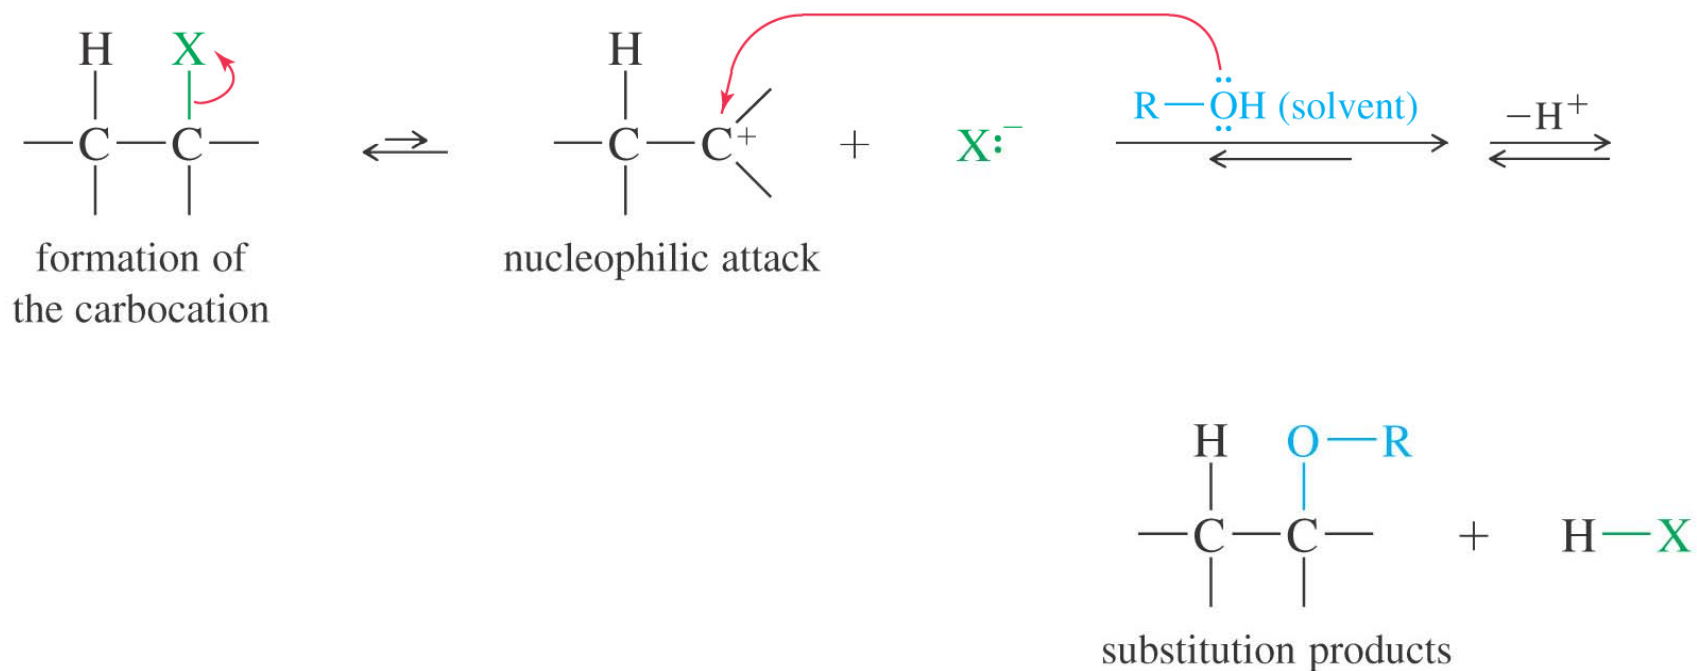 H X
R—ÖH (solvent)
—C—C— —C—C⁺ + X:⁻ −H⁺
formation of
the carbocation
nucleophilic attack
H
H O—R
—C—C— + H—X
substitution products